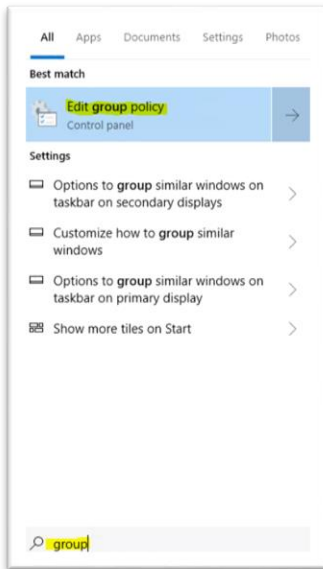 All Apps Documents Settings Photos
Best match
Edit group policy
Control panel
Settings
Options to group similar windows on
taskbar on secondary displays
Customize how to group similar
windows
Options to group similar windows on
taskbar on primary display
Show more tiles on Start
group